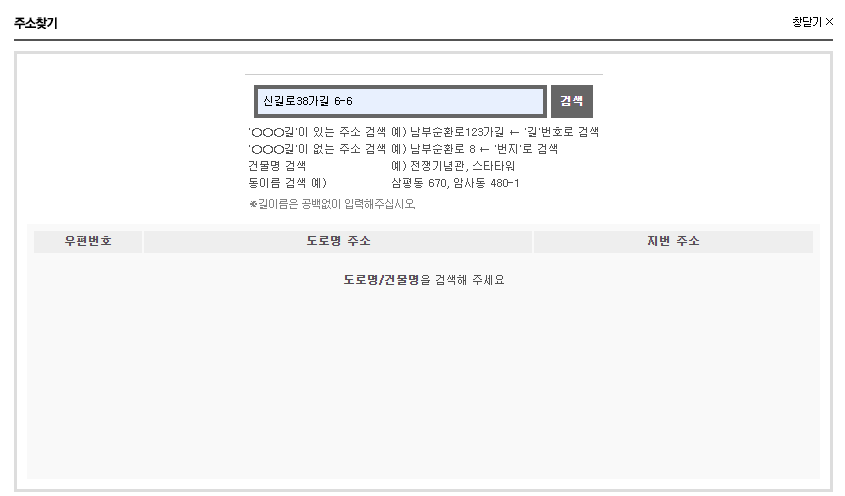 주소찾기
창닫기 ×
신길로38가길 6-6
검색
'○○○길'이 있는 주소 검색 예) 남부순환로123가길 ← '길'번호로 검색
'○○○길'이 없는 주소 검색 예) 남부순환로 8 ← '번지'로 검색
건물명 검색 예) 전쟁기념관, 스타타워
동이름 검색 예) 삼평동 670, 암사동 480-1
※길이름은 공백없이 입력해주십시오.
우편번호 도로명 주소 지번 주소
도로명/건물명을 검색해 주세요